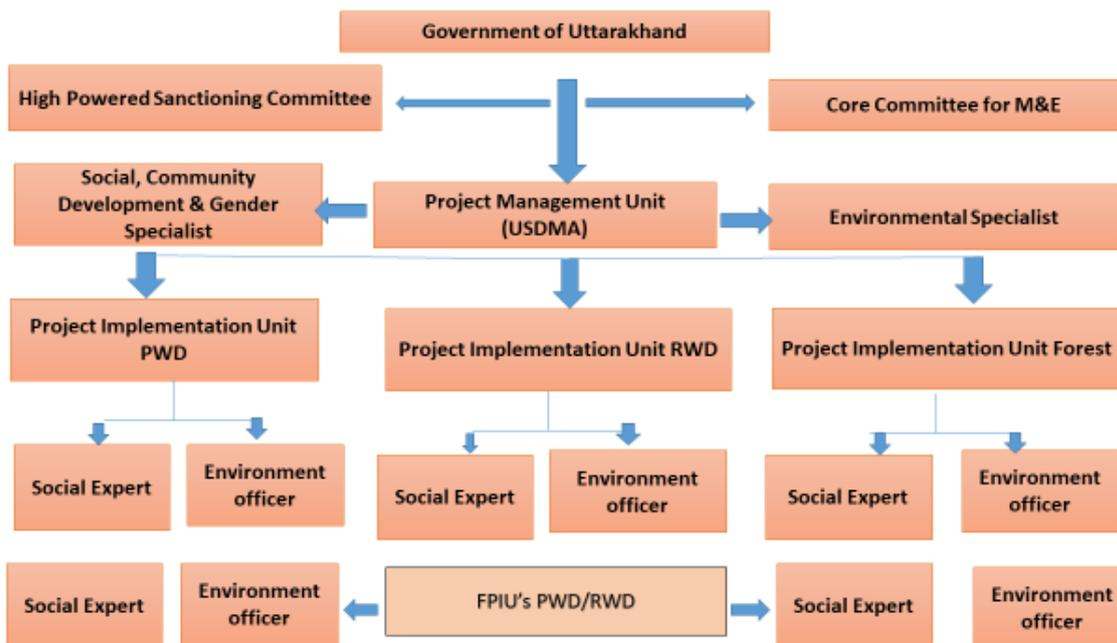 Government of Uttarakhand
High Powered Sanctioning Committee
Core Committee for M&E
Social, Community
Development & Gender
Specialist
Project Management Unit
(USDMA)
Environmental Specialist
Project Implementation Unit
PWD
Project Implementation Unit RWD
Project Implementation Unit Forest
Social Expert
Environment
officer
Social Expert
Environment
officer
Social Expert
Environment
officer
Social Expert
Environment
officer
FPIU's PWD/RWD
Social Expert
Environment
officer